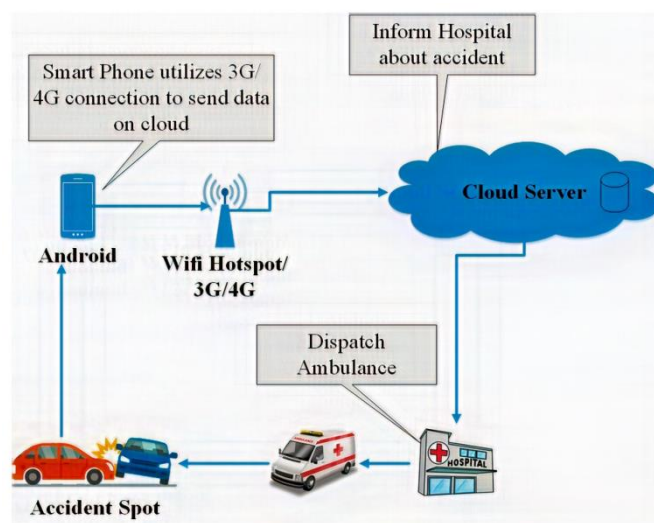 Inform Hospital
about accident
Smart Phone utilizes 3G/
4G connection to send data
on cloud
Cloud Server
Android
Wifi Hotspot/
3G/4G
Dispatch
Ambulance
HOSPITAL
Accident Spot